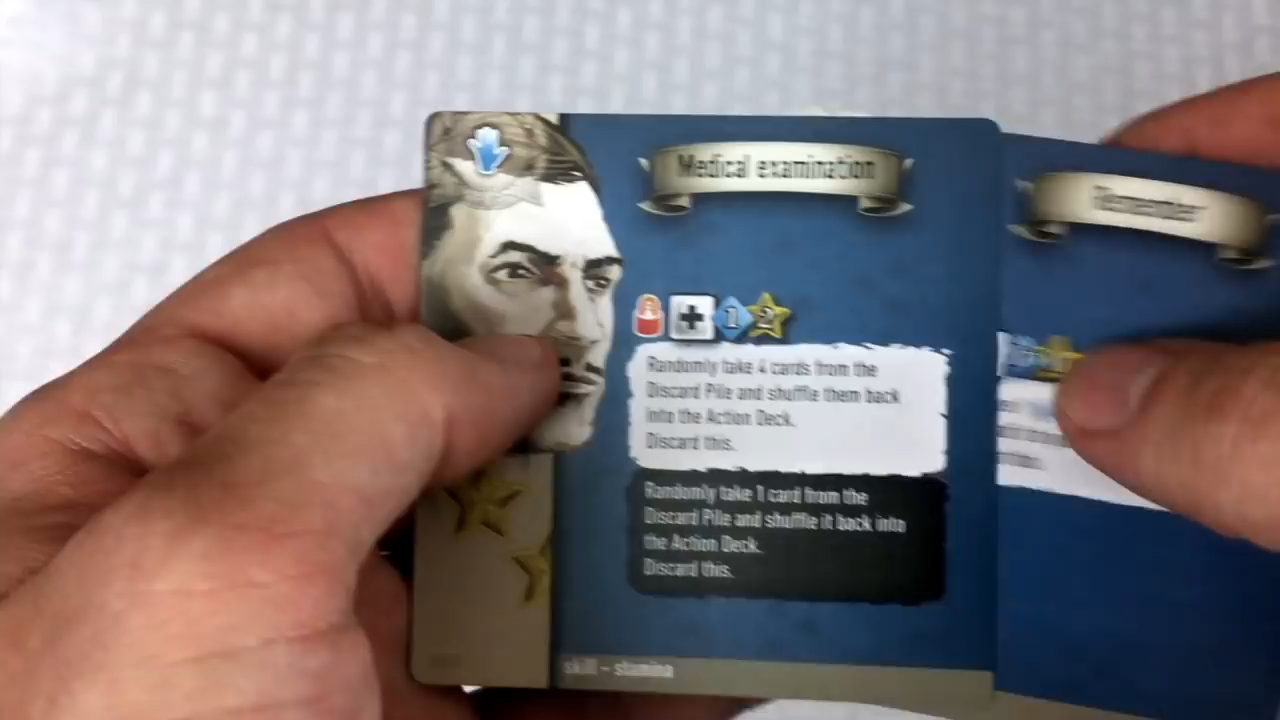 Medical examination
Remember
1 2
Randomly take 4 cards from the
Discard Pile and shuffle them back
into the Action Deck.
Discard this.
Randomly take 1 card from the
Discard Pile and shuffle it back into
the Action Deck.
Discard this.
skill - stamina